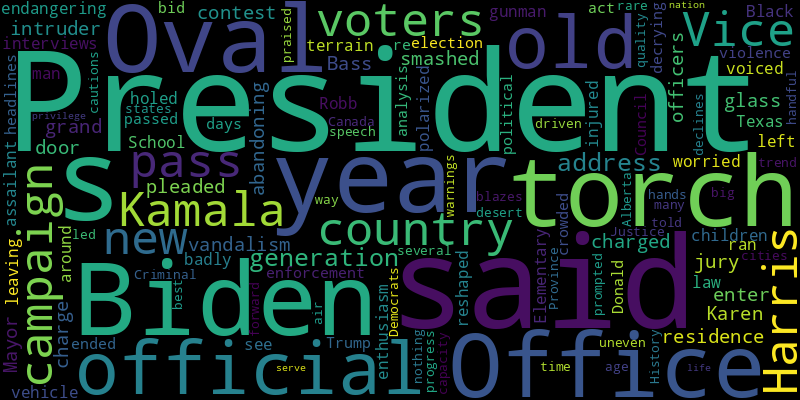 endangering
bid
Oval
voters
gunman
act
rare
nation
contest
Black
intruder
praised
terrain
re
election
old
quality
decrying
Vice
interviews
headlines
cautions
Bass
smashed
violence
voiced
man
President
analysis
polarized
political
officers
glass
handful
holed
states
Robb
Canada
speech
driven
injured
Council
declines
Texas
privilege
passed
days
School
abandoning
left
grand
door
assailant
s
pass
year
torch
address
worried
trend
pleaded
warnings
blazes
hands
big
Kamala
way
desert
Alberta
many
told
campaign
new
vandalism
country
crowded
Justice
children
leaving
around
led
badly
generation
several
charged
ran
cities
Criminal
enforcement
Elementary
Province
prompted
Donald
jury
law
Biden
best
forward
air
Democrats
reshaped
said
enter
Karen
Harris
Mayor
charge
ended
see
Trump
enthusiasm
nothing
progress
capacity
Office
uneven
History
residence
official
serve
time
age
life
vehicle